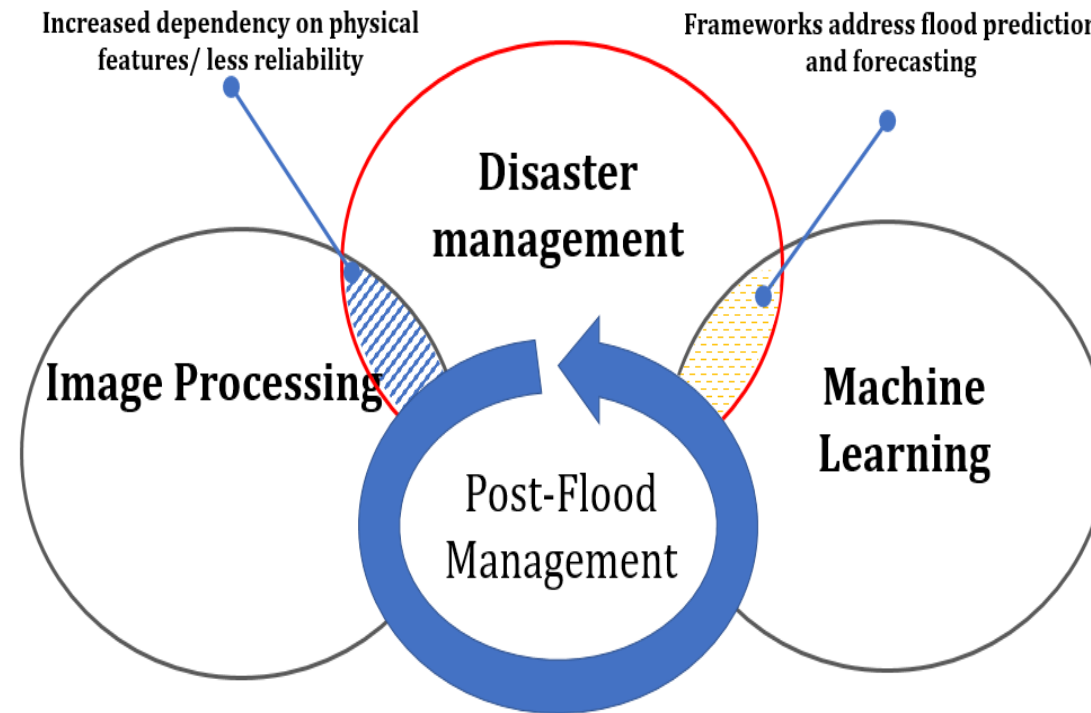 Increased dependency on physical
features/ less reliability
Frameworks address flood prediction
and forecasting
Disaster
management
Image Processing
Machine
Learning
Post-Flood
Management